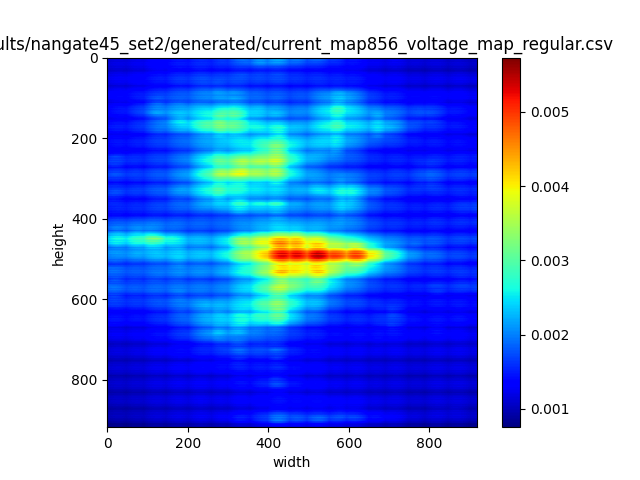 ults/nangate45_set2/generated/current_map856_voltage_map_regular.csv
0
200
400
600
800
height
0 200 400 600 800
width
0.005
0.004
0.003
0.002
0.001